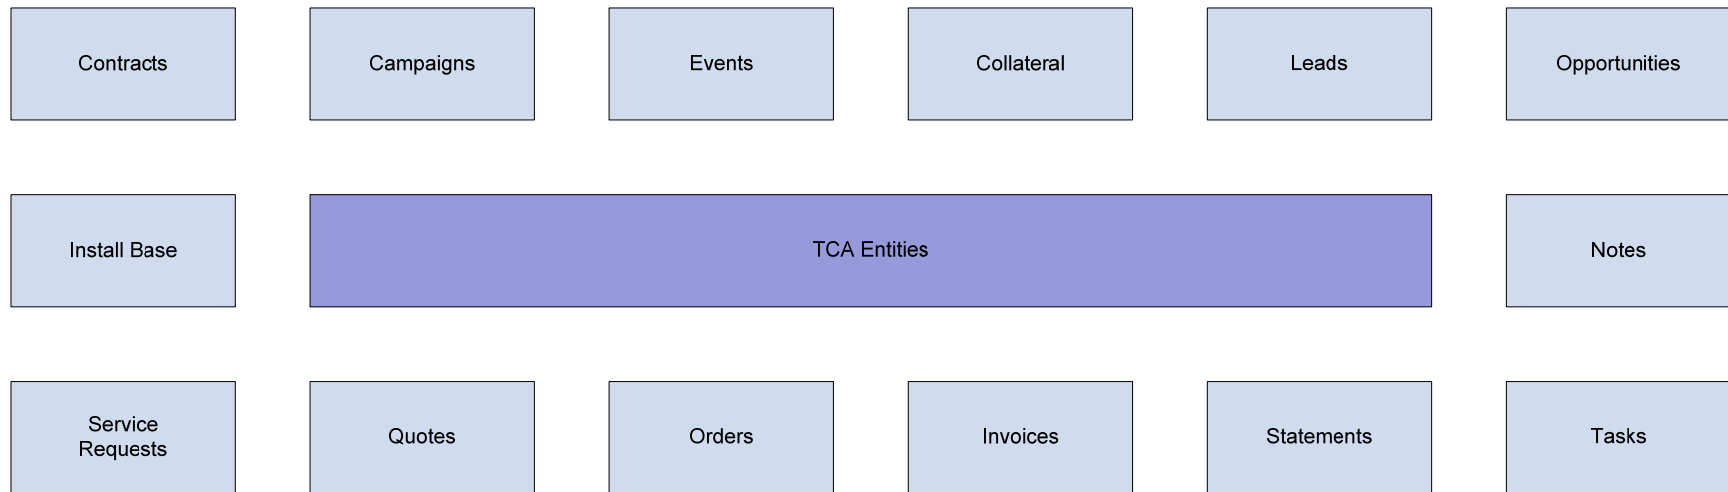 Contracts
Campaigns
Events
Collateral
Leads
Opportunities
Install Base
TCA Entities
Notes
Service
Requests
Quotes
Orders
Invoices
Statements
Tasks